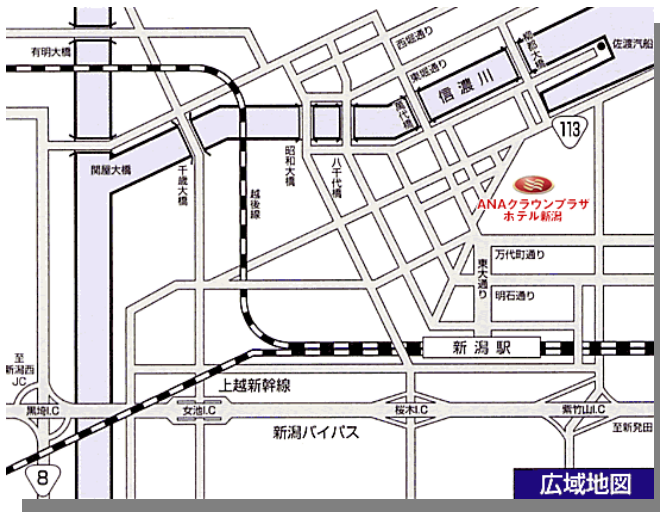 有明大橋
西堀通り
柳都大橋
佐渡汽船
東堀通り
信濃川
萬代橋
113
関屋大橋
千歳大橋
昭和大橋
八千代橋
越後線
ANAクラウンプラザ
ホテル新潟
万代町通り
東大通り
明石通り
新潟駅
至
新潟西
JC
上越新幹線
黒埼I.C
女池I.C
桜木I.C
紫竹山I.C
新潟バイパス
至新発田
8
広域地図